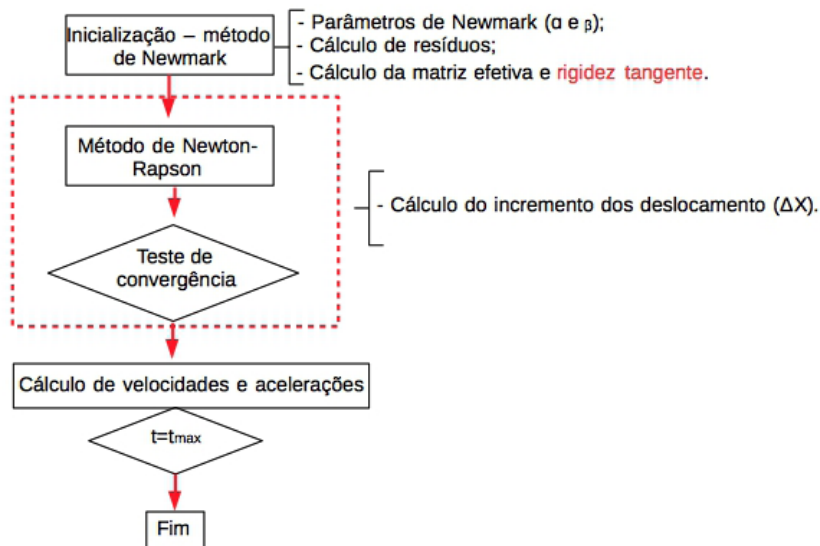 Inicialização – método
de Newmark
- Parâmetros de Newmark (α e β);
- Cálculo de resíduos;
- Cálculo da matriz efetiva e rigidez tangente.
Método de Newton-
Rapson
- Cálculo do incremento dos deslocamento (ΔX).
Teste de
convergência
Cálculo de velocidades e acelerações
t=tmax
Fim